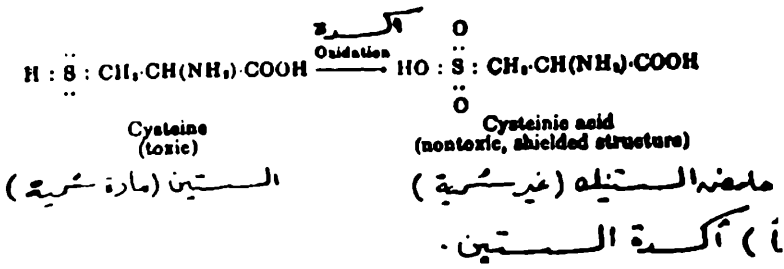 أكسدة
O O
Oxidation
H : S : CH₂·CH(NH₂)·COOH ⟶ HO : S : CH₂·CH(NH₂)·COOH
O
Cysteine Cysteinic acid
(toxic) (nontoxic, shielded structure)
السستين (مادة سمية) حامض السستنيك (غير سمية)
أ) أكسدة السستين.